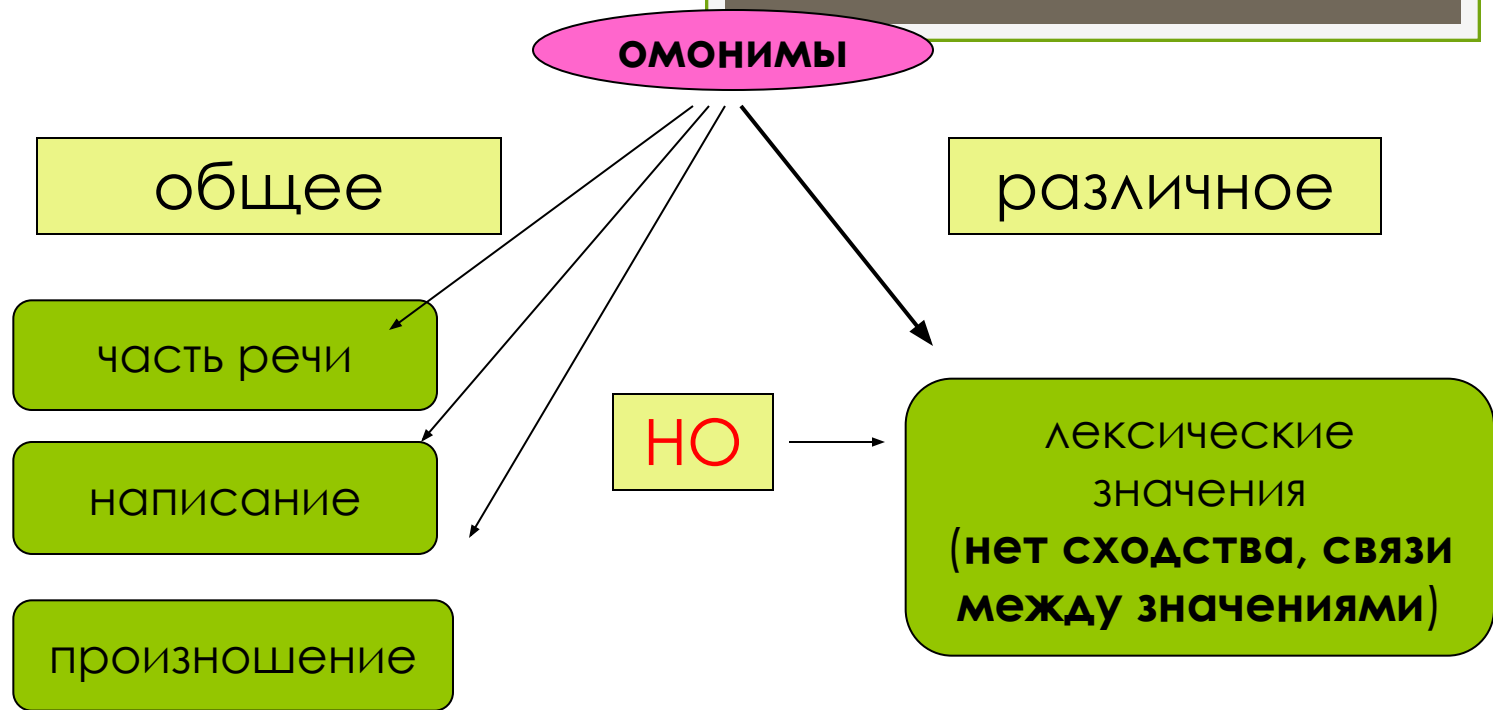 омонимы
общее
различное
часть речи
написание
произношение
НО
лексические
значения
(нет сходства, связи
между значениями)